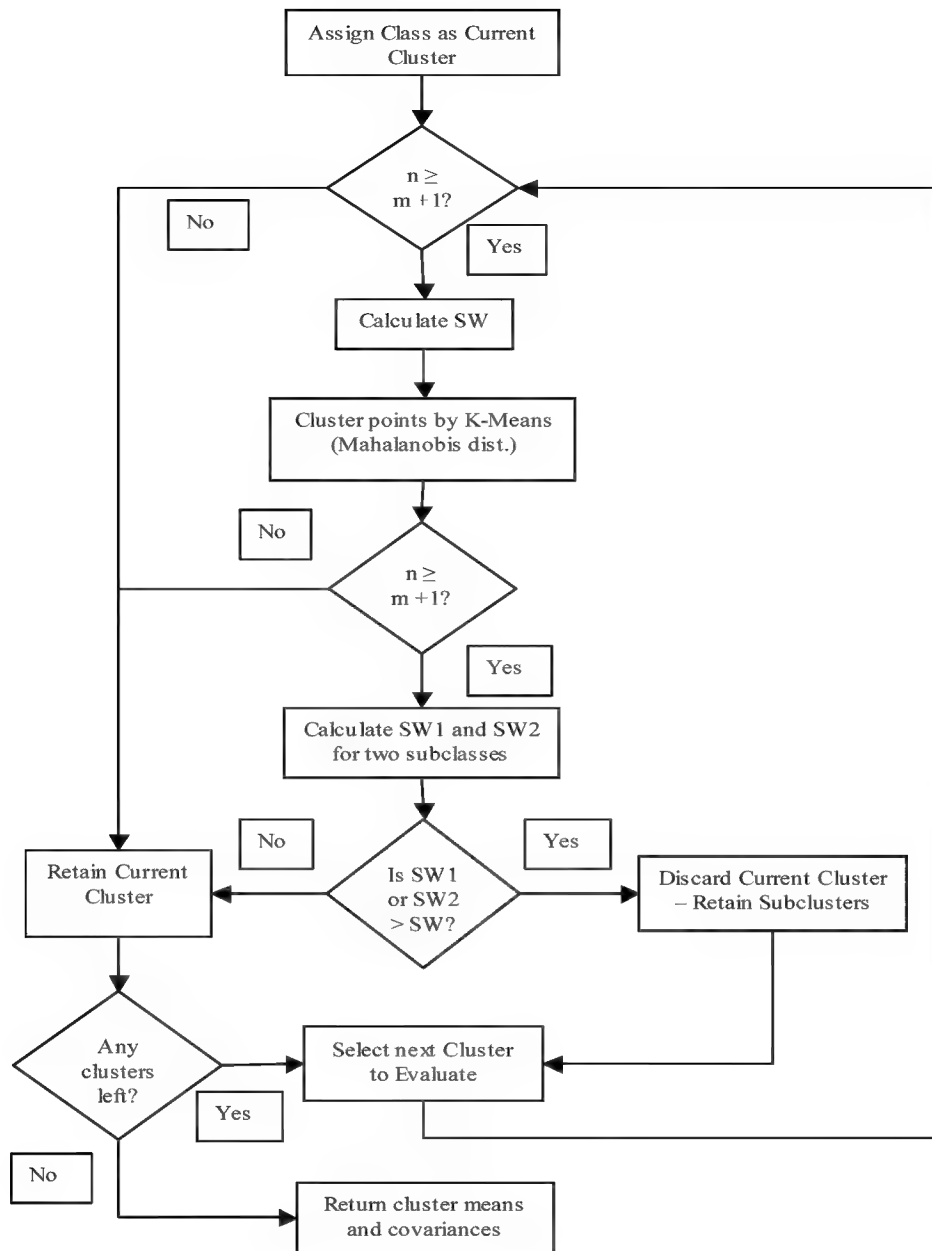 Assign Class as Current
Cluster
n ≥
m +1?
No
Yes
Calculate SW
Cluster points by K-Means
(Mahalanobis dist.)
No
n ≥
m +1?
Yes
Calculate SW1 and SW2
for two subclasses
No
Yes
Retain Current
Cluster
Is SW1
or SW2
> SW?
Discard Current Cluster
– Retain Subclusters
Any
clusters
left?
Select next Cluster
to Evaluate
Yes
No
Return cluster means
and covariances